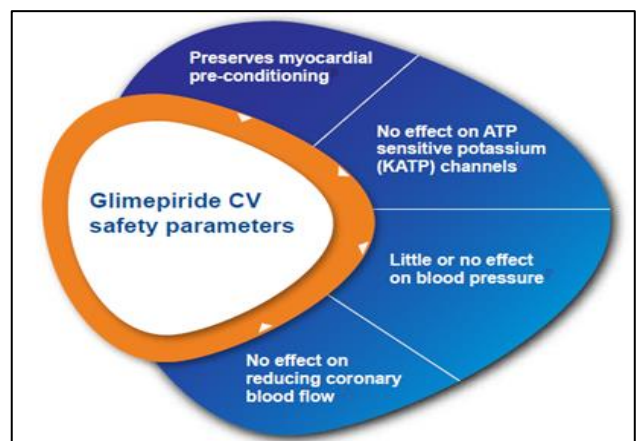 Preserves myocardial
pre-conditioning
No effect on ATP
sensitive potassium
(KATP) channels
Glimepiride CV
safety parameters
Little or no effect
on blood pressure
No effect on
reducing coronary
blood flow